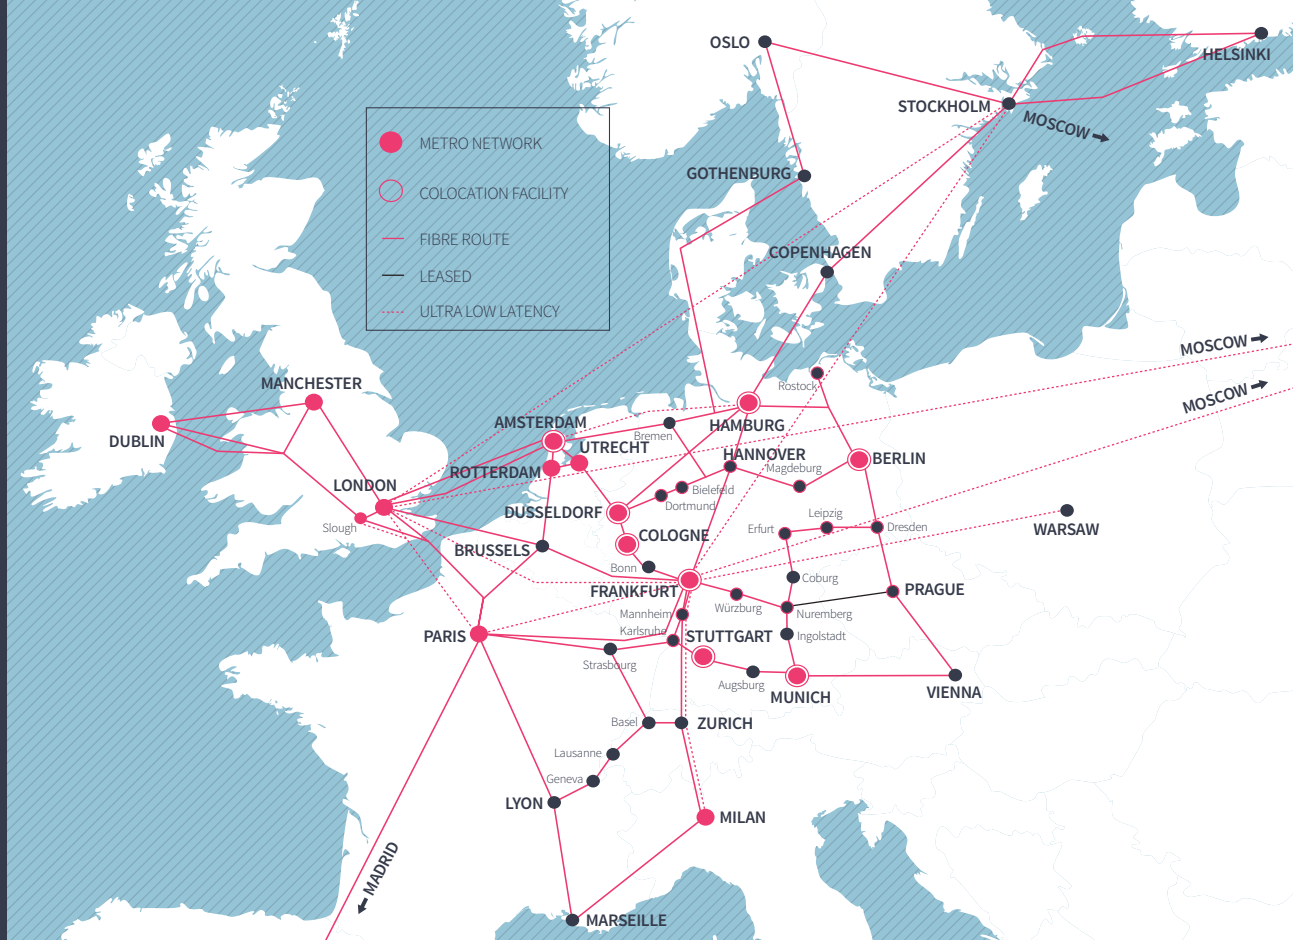 OSLO
HELSINKI
STOCKHOLM
MOSCOW
METRO NETWORK
COLOCATION FACILITY
FIBRE ROUTE
LEASED
ULTRA LOW LATENCY
GOTHENBURG
COPENHAGEN
MOSCOW
MOSCOW
MANCHESTER
DUBLIN
Rostock
AMSTERDAM
HAMBURG
Bremen
UTRECHT
HANNOVER
BERLIN
ROTTERDAM
Magdeburg
LONDON
Bielefeld
Dortmund
DUSSELDORF
Slough
Leipzig
Erfurt
Dresden
WARSAW
COLOGNE
BRUSSELS
Bonn
Coburg
FRANKFURT
PRAGUE
Würzburg
Mannheim
Nuremberg
Karlsruhe
PARIS
STUTTGART
Ingolstadt
Strasbourg
Augsburg
MUNICH
VIENNA
Basel
ZURICH
Lausanne
Geneva
LYON
MILAN
MADRID
MARSEILLE